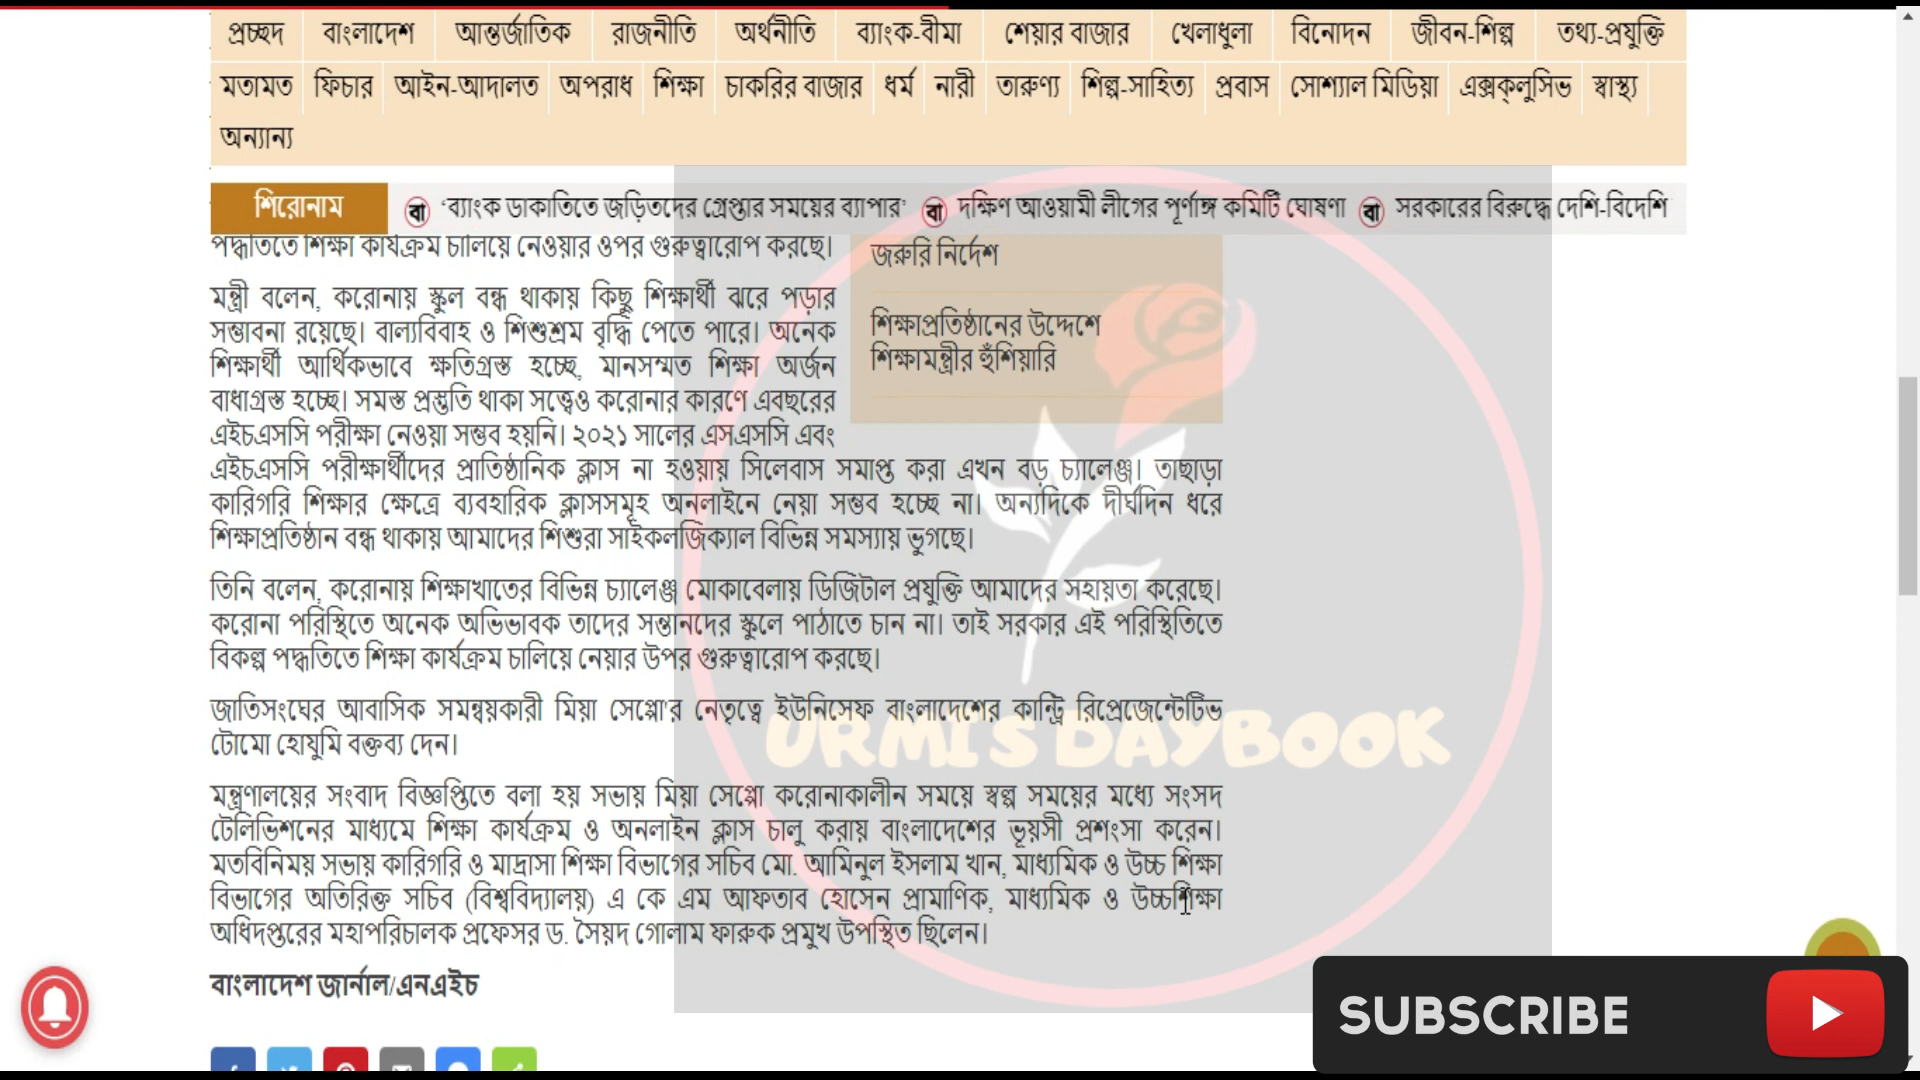 প্রচ্ছদ বাংলাদেশ আন্তর্জাতিক রাজনীতি অর্থনীতি ব্যাংক-বীমা শেয়ার বাজার খেলাধুলা বিনোদন জীবন-শিল্প তথ্য-প্রযুক্তি
মতামত ফিচার আইন-আদালত অপরাধ শিক্ষা চাকরির বাজার ধর্ম নারী তারুণ্য শিল্প-সাহিত্য প্রবাস সোশ্যাল মিডিয়া এক্সক্লুসিভ স্বাস্থ্য
অন্যান্য
শিরোনাম বা ‘ব্যাংক ডাকাতিতে জড়িতদের গ্রেপ্তার সময়ের ব্যাপার’ বা দক্ষিণ আওয়ামী লীগের পূর্ণাঙ্গ কমিটি ঘোষণা বা সরকারের বিরুদ্ধে দেশি-বিদেশি
পদ্ধতিতে শিক্ষা কার্যক্রম চালিয়ে নেওয়ার ওপর গুরুত্বারোপ করছে।
মন্ত্রী বলেন, করোনায় স্কুল বন্ধ থাকায় কিছু শিক্ষার্থী ঝরে পড়ার
সম্ভাবনা রয়েছে। বাল্যবিবাহ ও শিশুশ্রম বৃদ্ধি পেতে পারে। অনেক
শিক্ষার্থী আর্থিকভাবে ক্ষতিগ্রস্ত হচ্ছে, মানসম্মত শিক্ষা অর্জন
বাধাগ্রস্ত হচ্ছে। সমস্ত প্রস্তুতি থাকা সত্ত্বেও করোনার কারণে এবছরের
এইচএসসি পরীক্ষা নেওয়া সম্ভব হয়নি। ২০২১ সালের এসএসসি এবং
এইচএসসি পরীক্ষার্থীদের প্রাতিষ্ঠানিক ক্লাস না হওয়ায় সিলেবাস সমাপ্ত করা এখন বড় চ্যালেঞ্জ। তাছাড়া
কারিগরি শিক্ষার ক্ষেত্রে ব্যবহারিক ক্লাসসমূহ অনলাইনে নেয়া সম্ভব হচ্ছে না। অন্যদিকে দীর্ঘদিন ধরে
শিক্ষাপ্রতিষ্ঠান বন্ধ থাকায় আমাদের শিশুরা সাইকলজিক্যাল বিভিন্ন সমস্যায় ভুগছে।
জরুরি নির্দেশ
শিক্ষাপ্রতিষ্ঠানের উদ্দেশে
শিক্ষামন্ত্রীর হুঁশিয়ারি
তিনি বলেন, করোনায় শিক্ষাখাতের বিভিন্ন চ্যালেঞ্জ মোকাবেলায় ডিজিটাল প্রযুক্তি আমাদের সহায়তা করেছে।
করোনা পরিস্থিতে অনেক অভিভাবক তাদের সন্তানদের স্কুলে পাঠাতে চান না। তাই সরকার এই পরিস্থিতিতে
বিকল্প পদ্ধতিতে শিক্ষা কার্যক্রম চালিয়ে নেয়ার উপর গুরুত্বারোপ করছে।
জাতিসংঘের আবাসিক সমন্বয়কারী মিয়া সেপ্পো'র নেতৃত্বে ইউনিসেফ বাংলাদেশের কান্ট্রি রিপ্রেজেন্টেটিভ
টোমো হোযুমি বক্তব্য দেন।
URMI'S DAYBOOK
মন্ত্রণালয়ের সংবাদ বিজ্ঞপ্তিতে বলা হয় সভায় মিয়া সেপ্পো করোনাকালীন সময়ে স্বল্প সময়ের মধ্যে সংসদ
টেলিভিশনের মাধ্যমে শিক্ষা কার্যক্রম ও অনলাইন ক্লাস চালু করায় বাংলাদেশের ভূয়সী প্রশংসা করেন।
মতবিনিময় সভায় কারিগরি ও মাদ্রাসা শিক্ষা বিভাগের সচিব মো. আমিনুল ইসলাম খান, মাধ্যমিক ও উচ্চ শিক্ষা
বিভাগের অতিরিক্ত সচিব (বিশ্ববিদ্যালয়) এ কে এম আফতাব হোসেন প্রামাণিক, মাধ্যমিক ও উচ্চশিক্ষা
অধিদপ্তরের মহাপরিচালক প্রফেসর ড. সৈয়দ গোলাম ফারুক প্রমুখ উপস্থিত ছিলেন।
বাংলাদেশ জার্নাল/এনএইচ
SUBSCRIBE